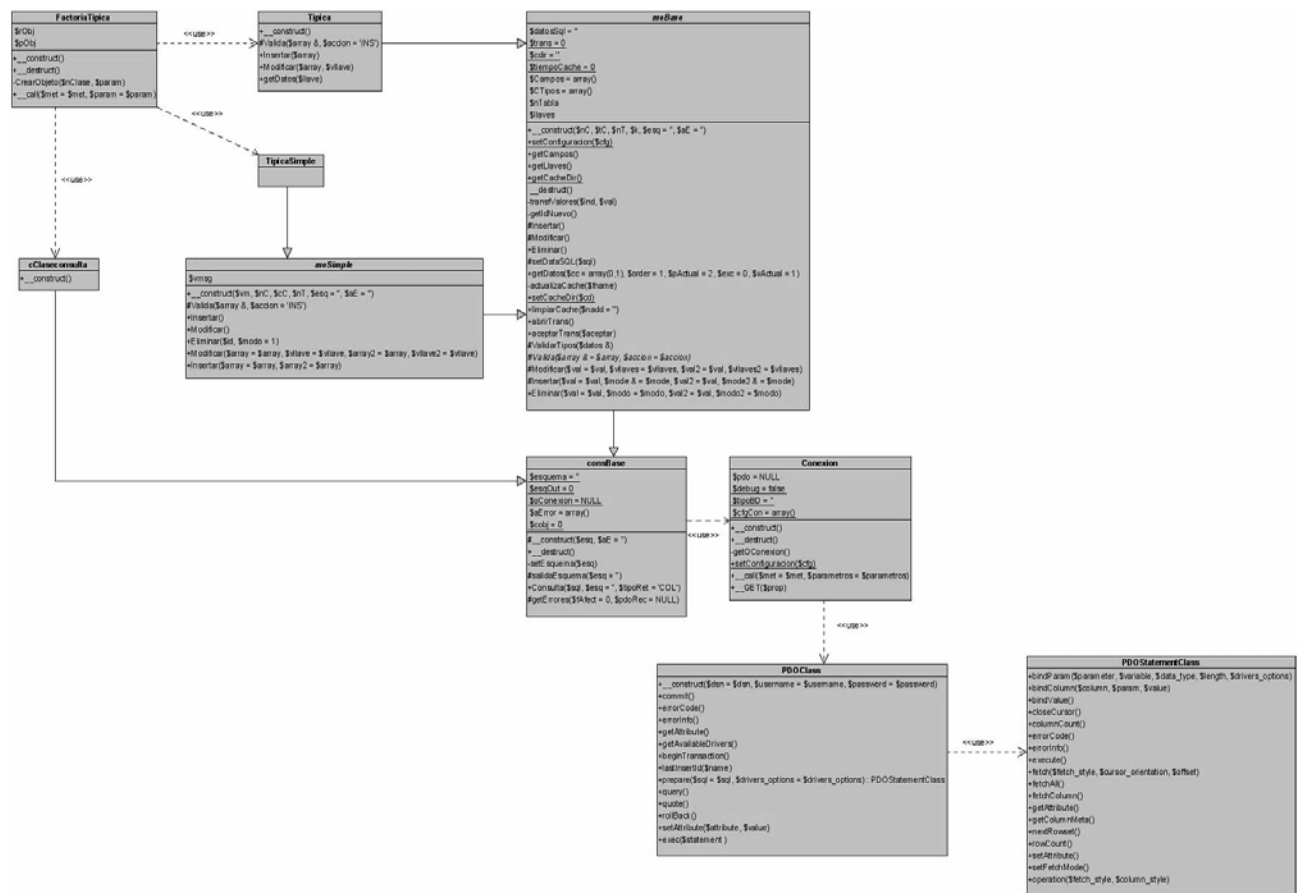 FactoriaTipica
$rObj
$pObj
+__construct()
+__destruct()
-CrearObjeto($nClase, $param)
+__call($met = $met, $param = $param)
<<use>>
<<use>>
<<use>>
Tipica
+__construct()
#Valida($array &, $accion = 'INS')
+Insertar($array)
+Modificar($array, $vllave)
+getDatos($llave)
TipicaSimple
cClaseconsulta
+__construct()
meSimple
$vmsg
+__construct($vm, $nC, $cC, $nT, $esq = '', $aE = '')
#Valida($array &, $accion = 'INS')
+Insertar()
+Modificar()
+Eliminar($id, $modo = 1)
+Modificar($array = $array, $vllave = $vllave, $array2 = $array, $vllave2 = $vllave)
+Insertar($array = $array, $array2 = $array)
meBase
$datosSql = ''
$trans = 0
$cdir = ''
$tiempoCache = 0
$Campos = array()
$CTipos = array()
$nTabla
$llaves
+__construct($nC, $tC, $nT, $k, $esq = '', $aE = '')
+setConfiguracion($cfg)
+getCampos()
+getLlaves()
+getCacheDir()
__destruct()
-transfValores($ind, $val)
-getIdNuevo()
#Insertar()
#Modificar()
+Eliminar()
#setDataSQL($sql)
+getDatos($cc = array(0,1), $order = 1, $pActual = 2, $exc = 0, $vActual = 1)
-actualizaCache($fname)
+setCacheDir($cd)
+limpiarCache($nadd = '')
+abrirTrans()
+aceptarTrans($aceptar)
#ValidarTipos($datos &)
#Valida($array & = $array, $accion = $accion)
#Modificar($val = $val, $vllaves = $vllaves, $val2 = $val, $vllaves2 = $vllaves)
#Insertar($val = $val, $mode & = $mode, $val2 = $val, $mode2 & = $mode)
+Eliminar($val = $val, $modo = $modo, $val2 = $val, $modo2 = $modo)
consBase
$esquema = ''
$esqOut = 0
$oConexion = NULL
$aError = array()
$cobj = 0
#__construct($esq, $aE = '')
+__destruct()
-setEsquema($esq)
#salidaEsquema($esq = '')
+Consulta($sql, $esq = '', $tipoRet = 'COL')
#getErrores($fAfect = 0, $pdoRec = NULL)
<<use>>
Conexion
$pdo = NULL
$debug = false
$tipoBD = ''
$cfgCon = array()
+__construct()
+__destruct()
-getOConexion()
+setConfiguracion($cfg)
+__call($met = $met, $parametros = $parametros)
+__GET($prop)
<<use>>
PDOClass
+__construct($dsn = $dsn, $username = $username, $password = $password)
+commit()
+errorCode()
+errorInfo()
+getAttribute()
+getAvailableDrivers()
+beginTransaction()
+lastInsertId($name)
+prepare($sql = $sql, $drivers_options = $drivers_options) : PDOStatementClass
+query()
+quote()
+rollBack()
+setAttribute($attribute, $value)
+exec($statement )
<<use>>
PDOStatementClass
+bindParam($parameter, $variable, $data_type, $length, $drivers_options)
+bindColumn($column, $param, $value)
+bindValue()
+closeCursor()
+columnCount()
+errorCode()
+errorInfo()
+execute()
+fetch($fetch_style, $cursor_orientation, $offset)
+fetchAll()
+fetchColumn()
+getAttribute()
+getColumnMeta()
+nextRowset()
+rowCount()
+setAttribute()
+setFetchMode()
+operation($fetch_style, $column_style)